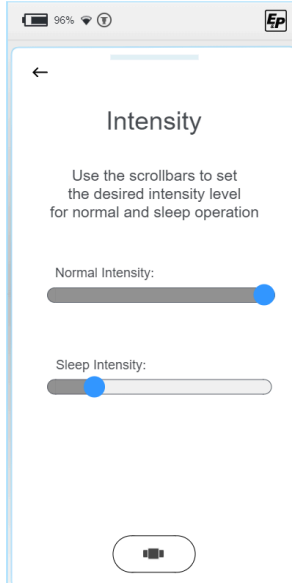 96%
EP
Intensity
Use the scrollbars to set
the desired intensity level
for normal and sleep operation
Normal Intensity:
Sleep Intensity: